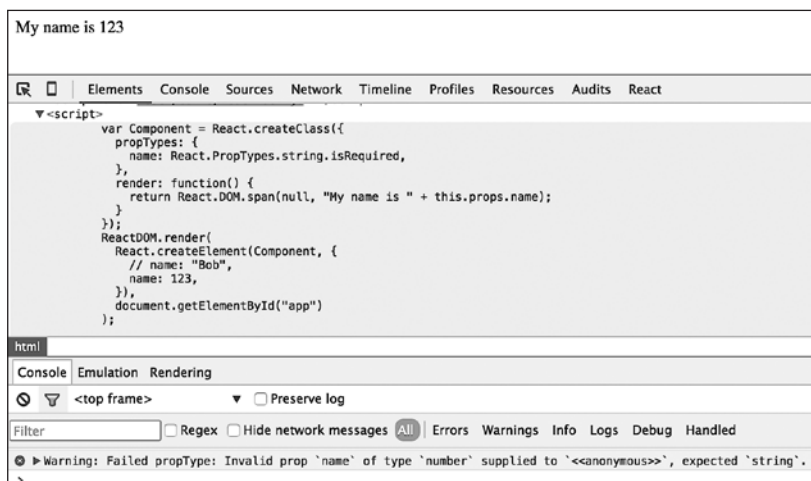 My name is 123
Elements Console Sources Network Timeline Profiles Resources Audits React
▼<script>
var Component = React.createClass({
propTypes: {
name: React.PropTypes.string.isRequired,
},
render: function() {
return React.DOM.span(null, "My name is " + this.props.name);
}
});
ReactDOM.render(
React.createElement(Component, {
// name: "Bob",
name: 123,
}),
document.getElementById("app")
);
html
Console Emulation Rendering
<top frame> ▼ Preserve log
Filter Regex Hide network messages All Errors Warnings Info Logs Debug Handled
▶Warning: Failed propType: Invalid prop `name` of type `number` supplied to `<<anonymous>>`, expected `string`.